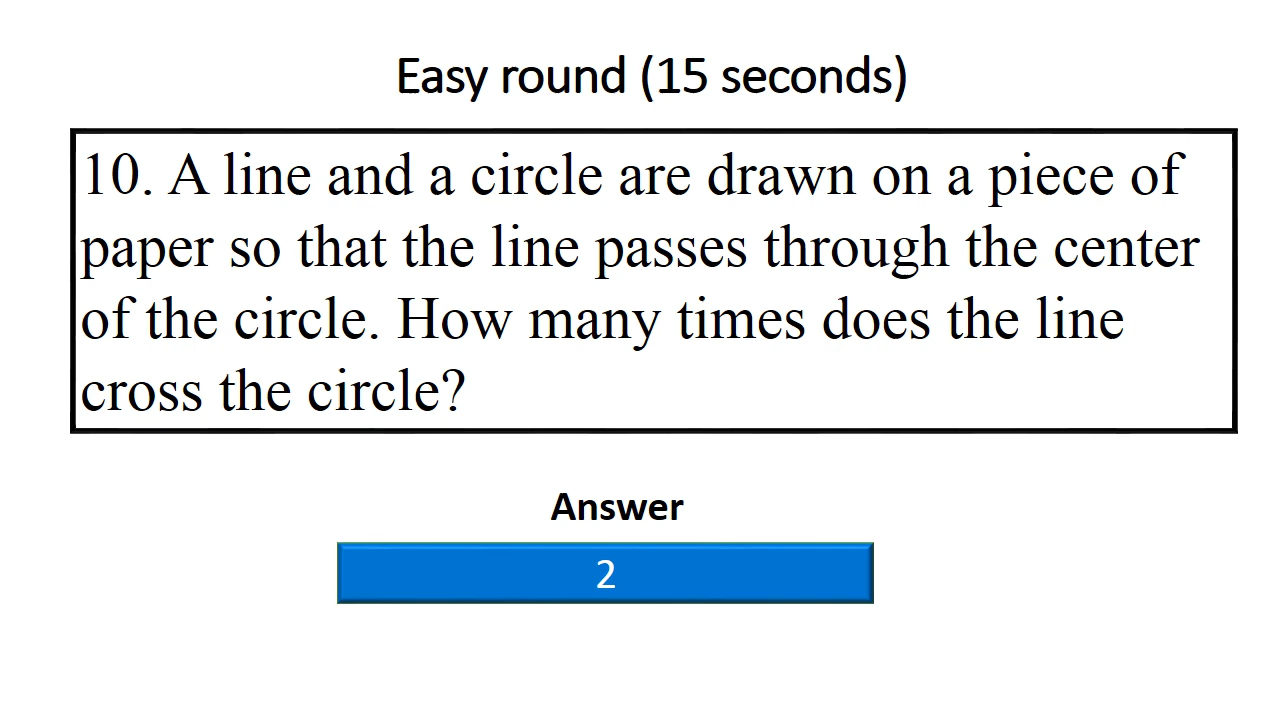 Easy round (15 seconds)
10. A line and a circle are drawn on a piece of
paper so that the line passes through the center
of the circle. How many times does the line
cross the circle?
Answer
2